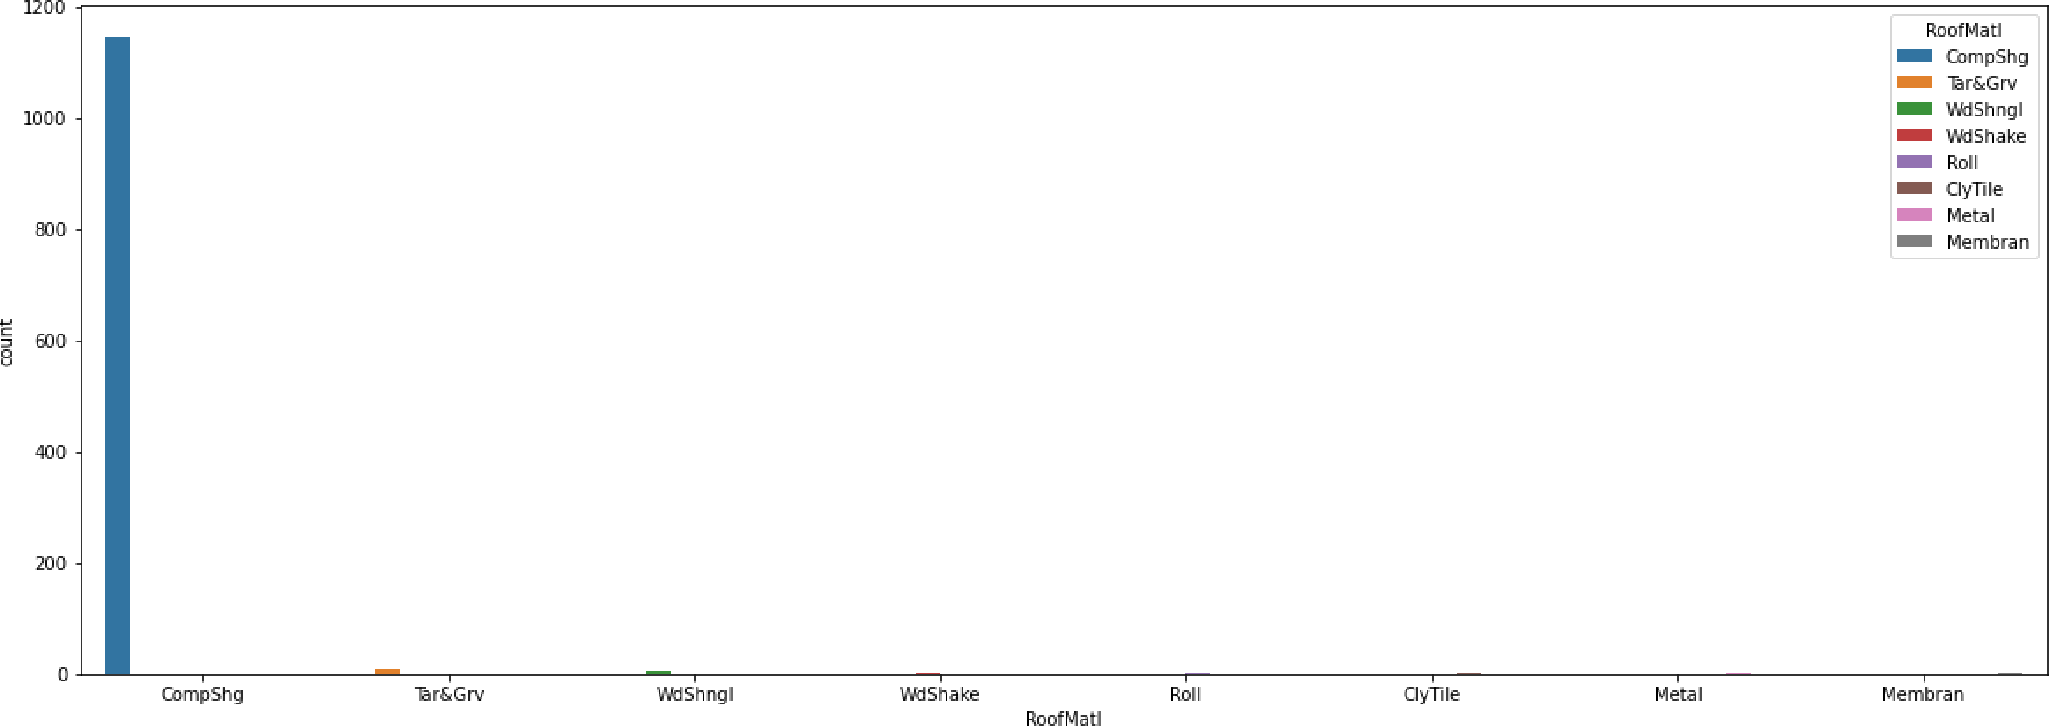 1200
1000
800
600
400
200
0
count
CompShg Tar&Grv WdShngl WdShake Roll ClyTile Metal Membran
RoofMatl
RoofMatl
CompShg
Tar&Grv
WdShngl
WdShake
Roll
ClyTile
Metal
Membran